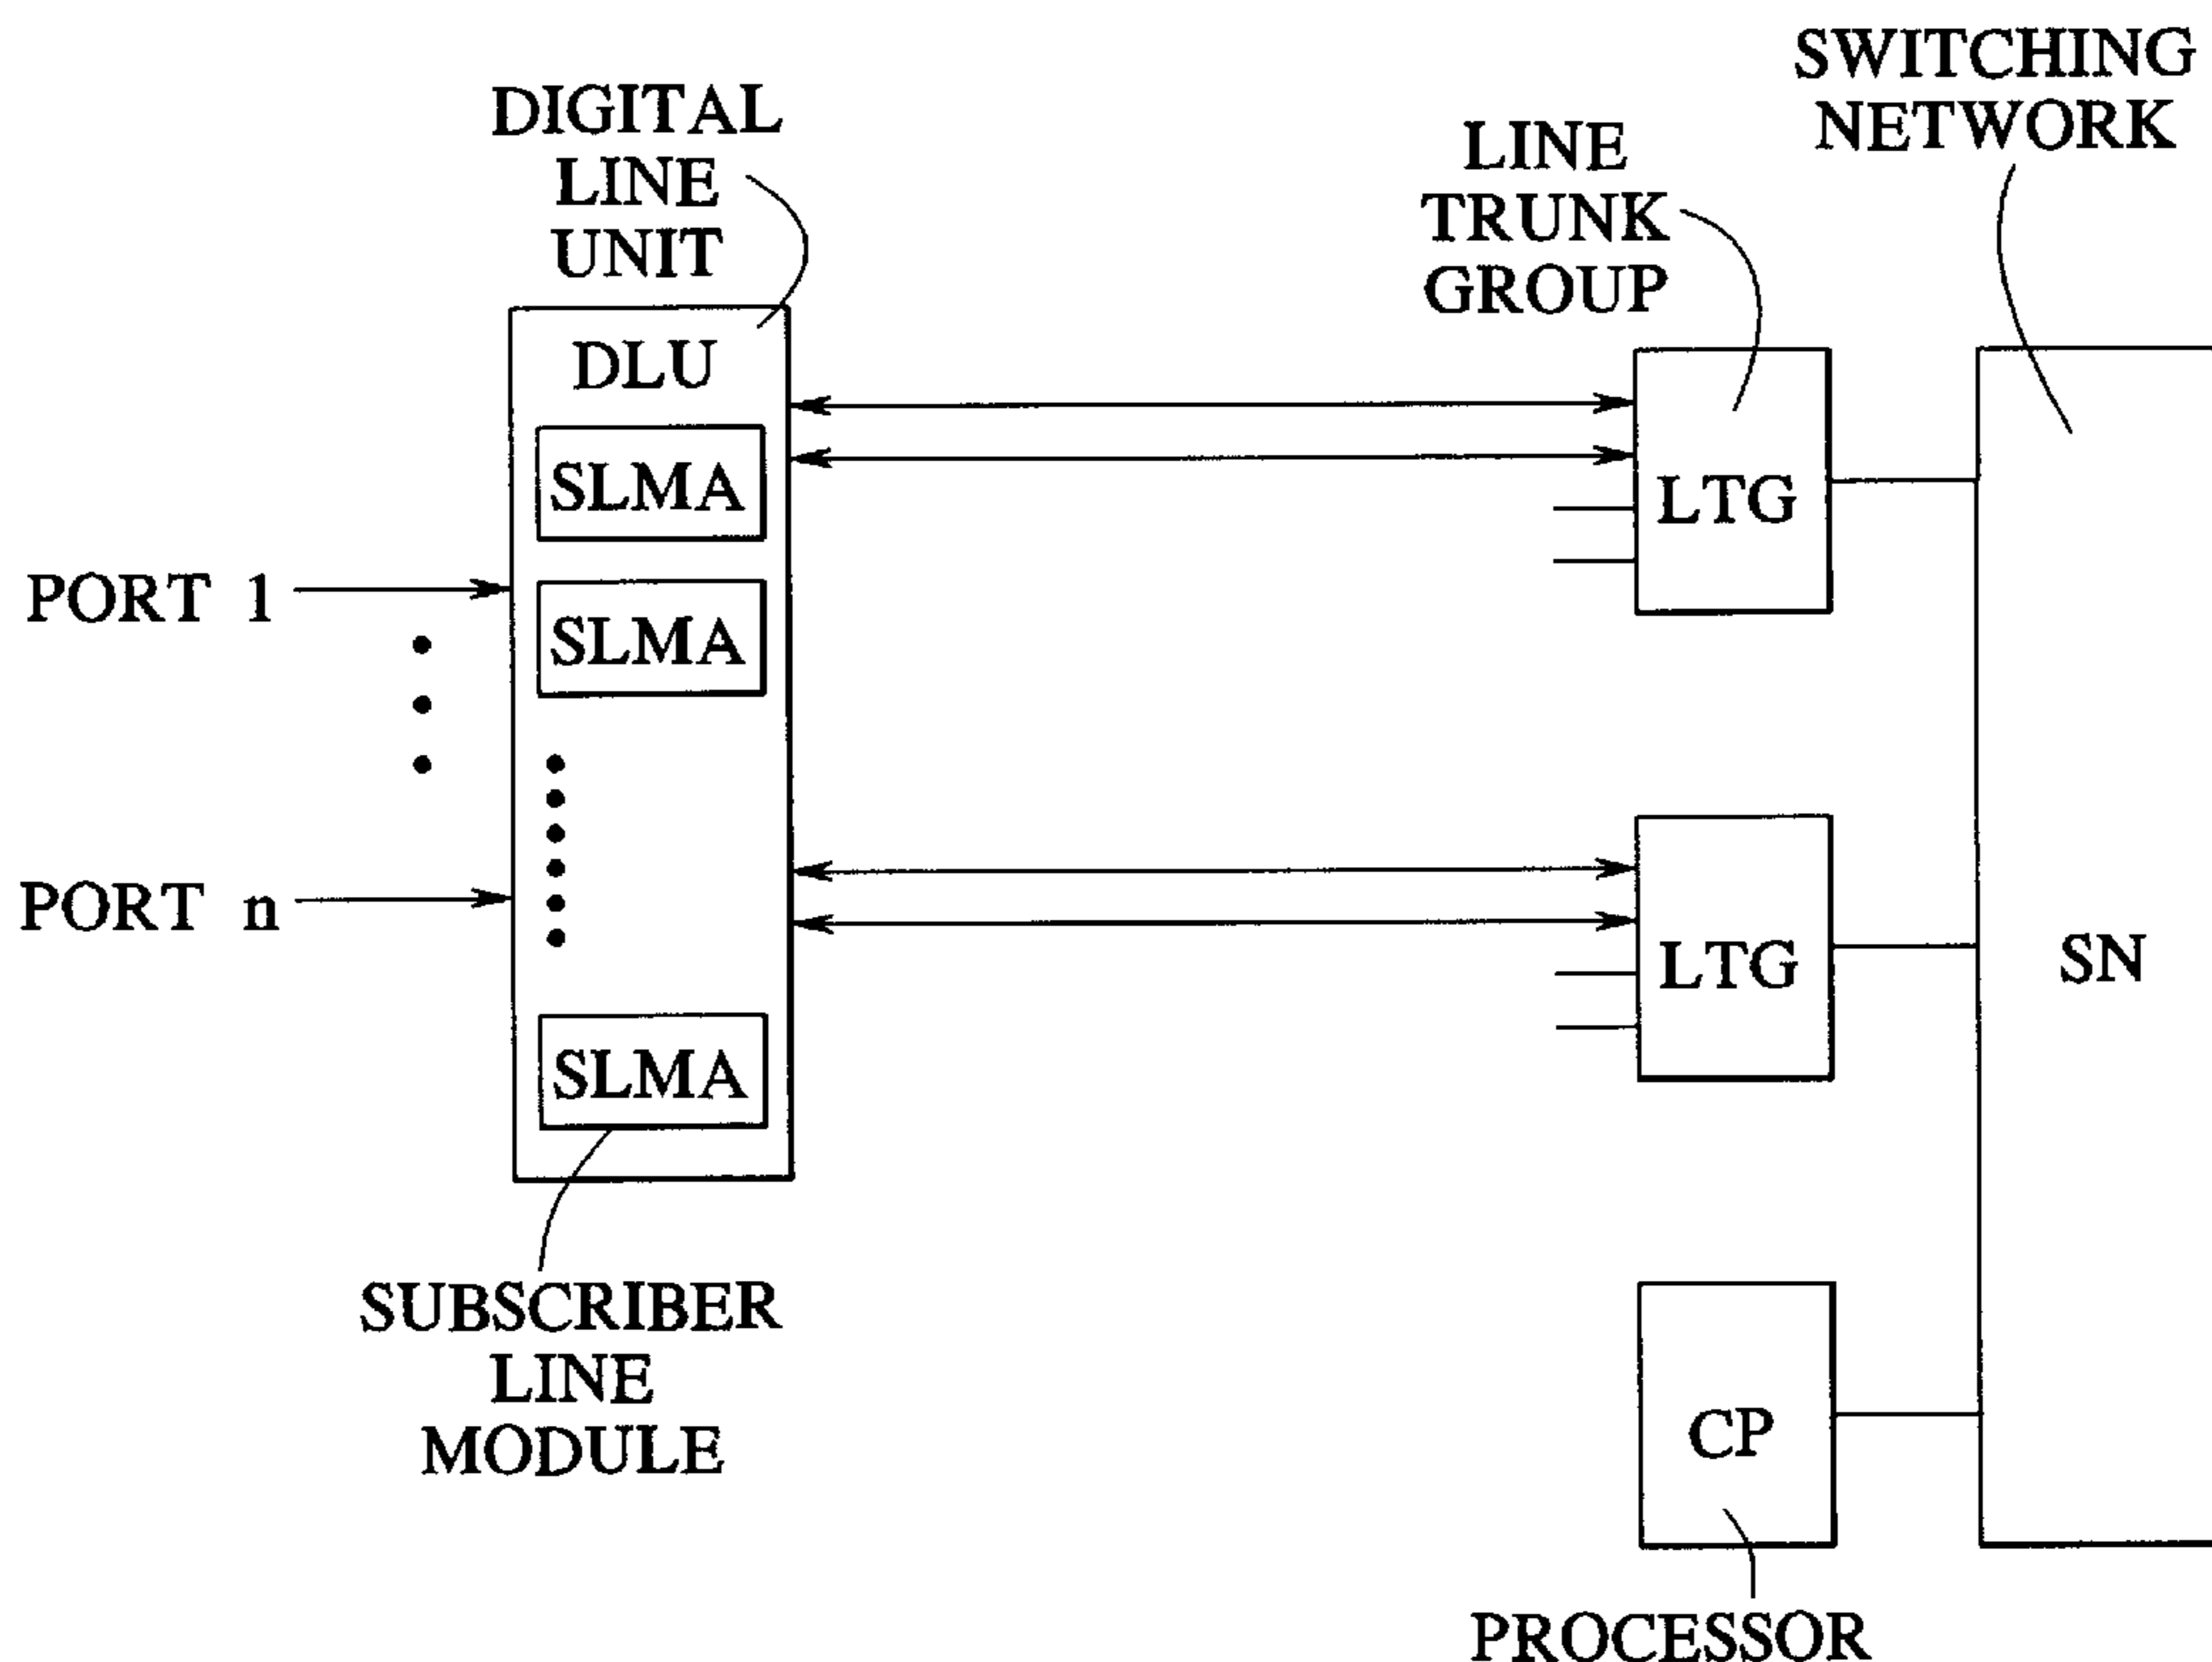 SWITCHING
NETWORK
DIGITAL
LINE
UNIT
LINE
TRUNK
GROUP
DLU
SLMA
LTG
PORT 1
SLMA
PORT n
LTG
SN
SLMA
SUBSCRIBER
LINE
MODULE
CP
PROCESSOR